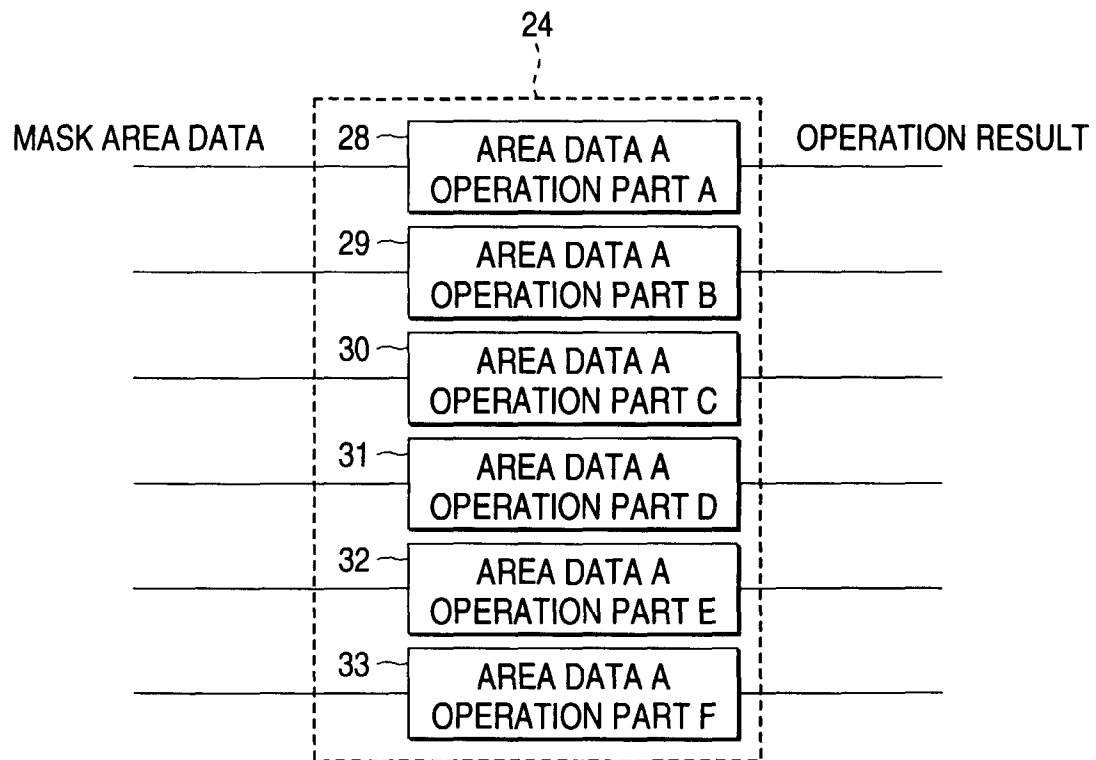 24
MASK AREA DATA
OPERATION RESULT
28
AREA DATA A
OPERATION PART A
29
AREA DATA A
OPERATION PART B
30
AREA DATA A
OPERATION PART C
31
AREA DATA A
OPERATION PART D
32
AREA DATA A
OPERATION PART E
33
AREA DATA A
OPERATION PART F